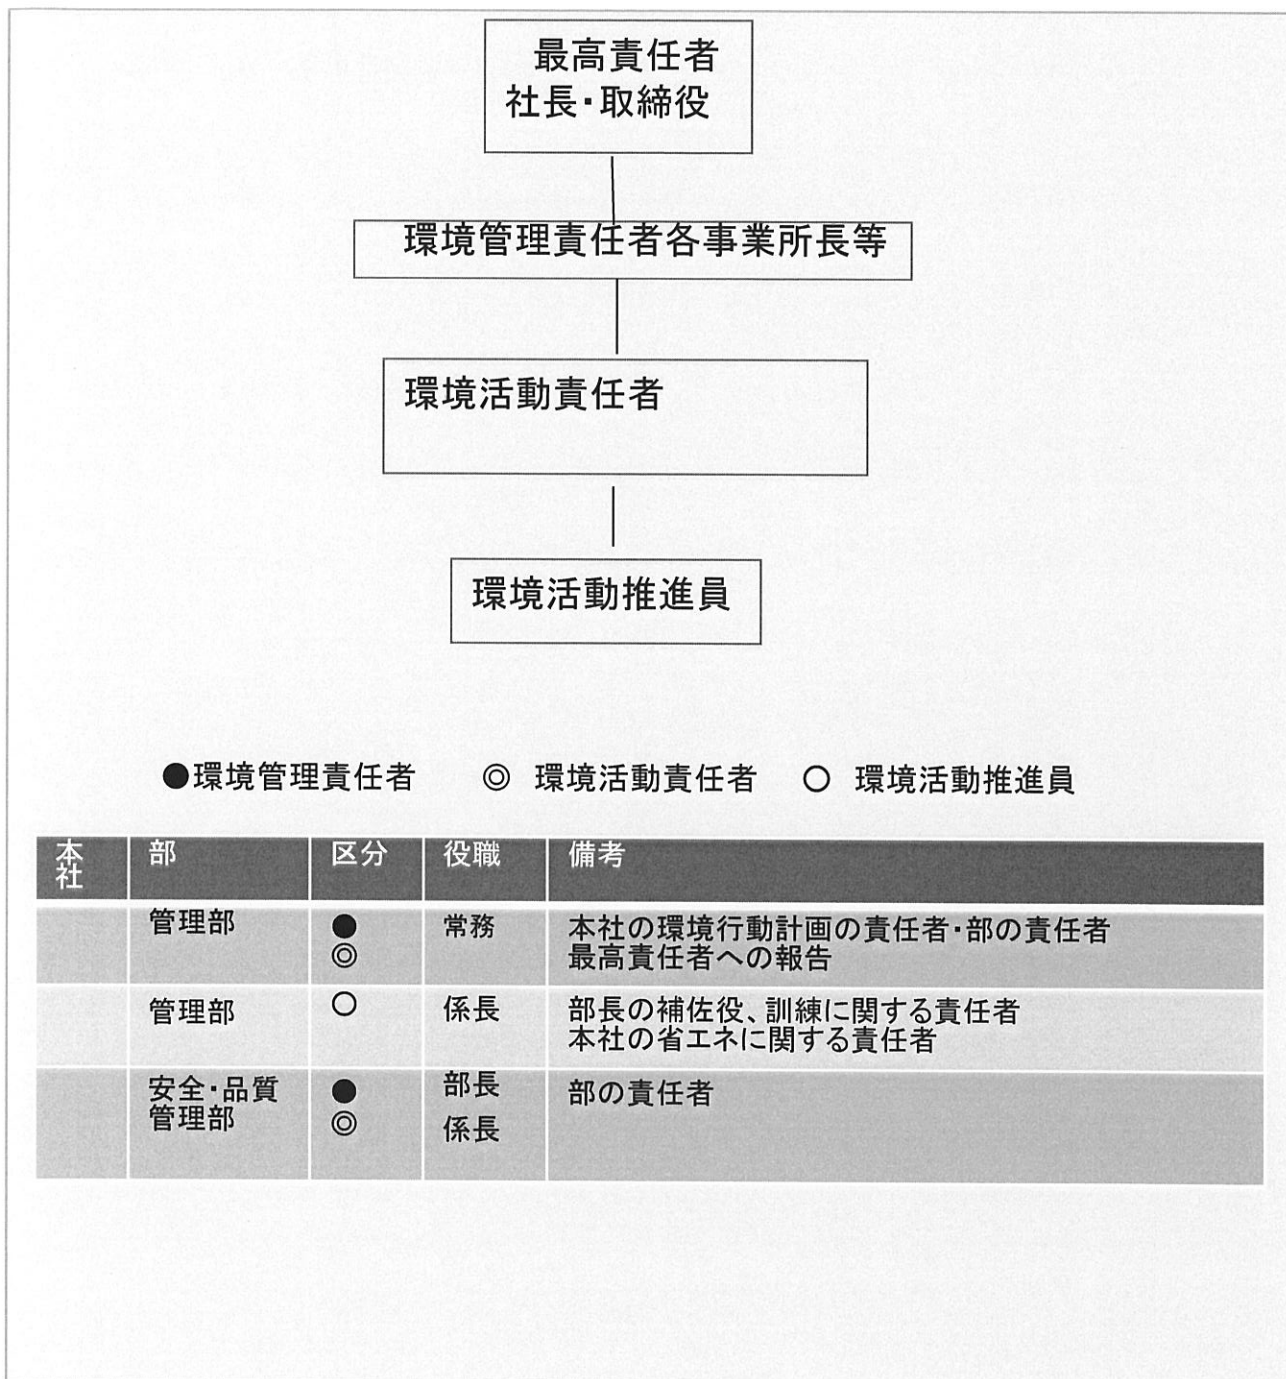 最高責任者
社長・取締役
環境管理責任者各事業所長等
環境活動責任者
環境活動推進員
●環境管理責任者 ◎ 環境活動責任者 ○ 環境活動推進員
本社 部 区分 役職 備考
管理部 ● 常務 本社の環境行動計画の責任者・部の責任者
◎ 最高責任者への報告
管理部 ○ 係長 部長の補佐役、訓練に関する責任者
本社の省エネに関する責任者
安全・品質 ● 部長 部の責任者
管理部 ◎ 係長